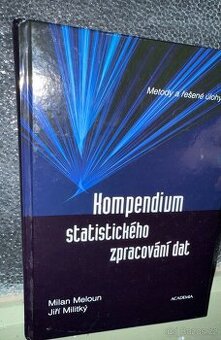 Metody a řešené úlohy
Kompendium
statistického
zpracování dat
Milan Meloun
Jiří Militký
ACADEMIA